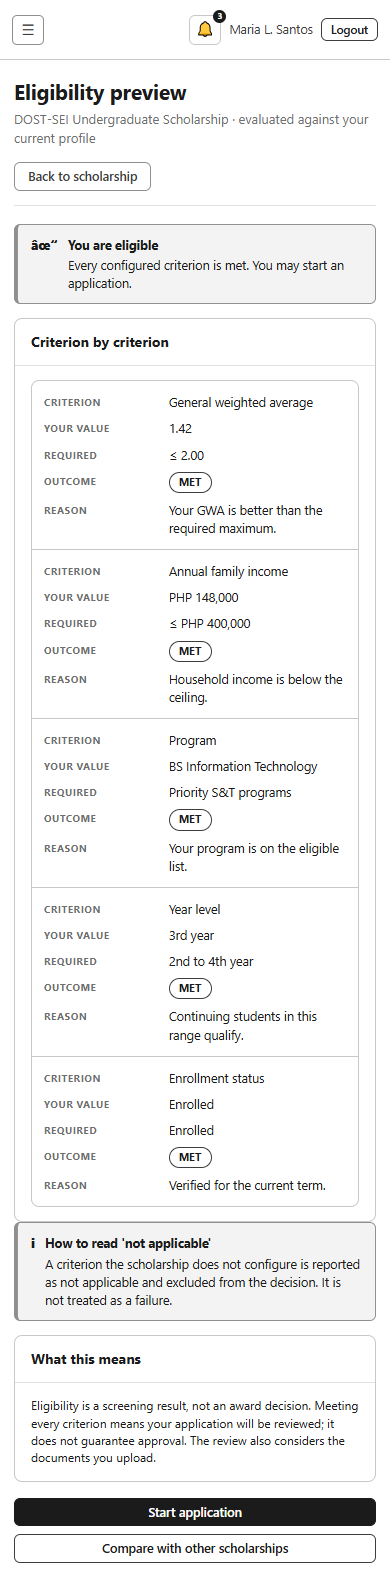 ☰
3
Maria L. Santos
Logout
Eligibility preview
DOST-SEI Undergraduate Scholarship · evaluated against your
current profile
Back to scholarship
âœ“ You are eligible
Every configured criterion is met. You may start an
application.
Criterion by criterion
CRITERION General weighted average
YOUR VALUE 1.42
REQUIRED ≤ 2.00
OUTCOME MET
REASON Your GWA is better than the
required maximum.
CRITERION Annual family income
YOUR VALUE PHP 148,000
REQUIRED ≤ PHP 400,000
OUTCOME MET
REASON Household income is below the
ceiling.
CRITERION Program
YOUR VALUE BS Information Technology
REQUIRED Priority S&T programs
OUTCOME MET
REASON Your program is on the eligible
list.
CRITERION Year level
YOUR VALUE 3rd year
REQUIRED 2nd to 4th year
OUTCOME MET
REASON Continuing students in this
range qualify.
CRITERION Enrollment status
YOUR VALUE Enrolled
REQUIRED Enrolled
OUTCOME MET
REASON Verified for the current term.
i How to read 'not applicable'
A criterion the scholarship does not configure is reported
as not applicable and excluded from the decision. It is
not treated as a failure.
What this means
Eligibility is a screening result, not an award decision. Meeting
every criterion means your application will be reviewed; it
does not guarantee approval. The review also considers the
documents you upload.
Start application
Compare with other scholarships